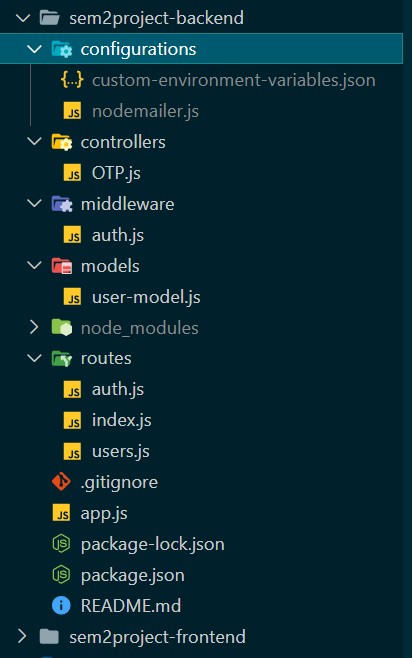 sem2project-backend
configurations
{..} custom-environment-variables.json
JS nodemailer.js
controllers
JS OTP.js
middleware
JS auth.js
models
JS user-model.js
node_modules
routes
JS auth.js
JS index.js
JS users.js
.gitignore
JS app.js
JS package-lock.json
JS package.json
README.md
sem2project-frontend